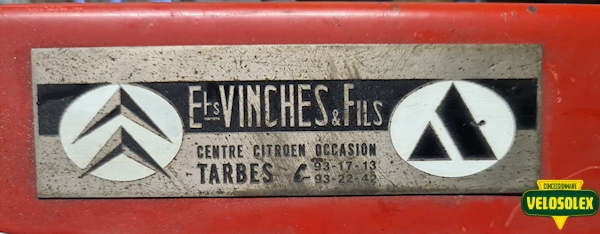 Ets VINCHES & FILS
CENTRE CITROEN OCCASION
TARBES 93-17-13
93-22-42
CONCESSIONNAIRE
VELOSOLEX